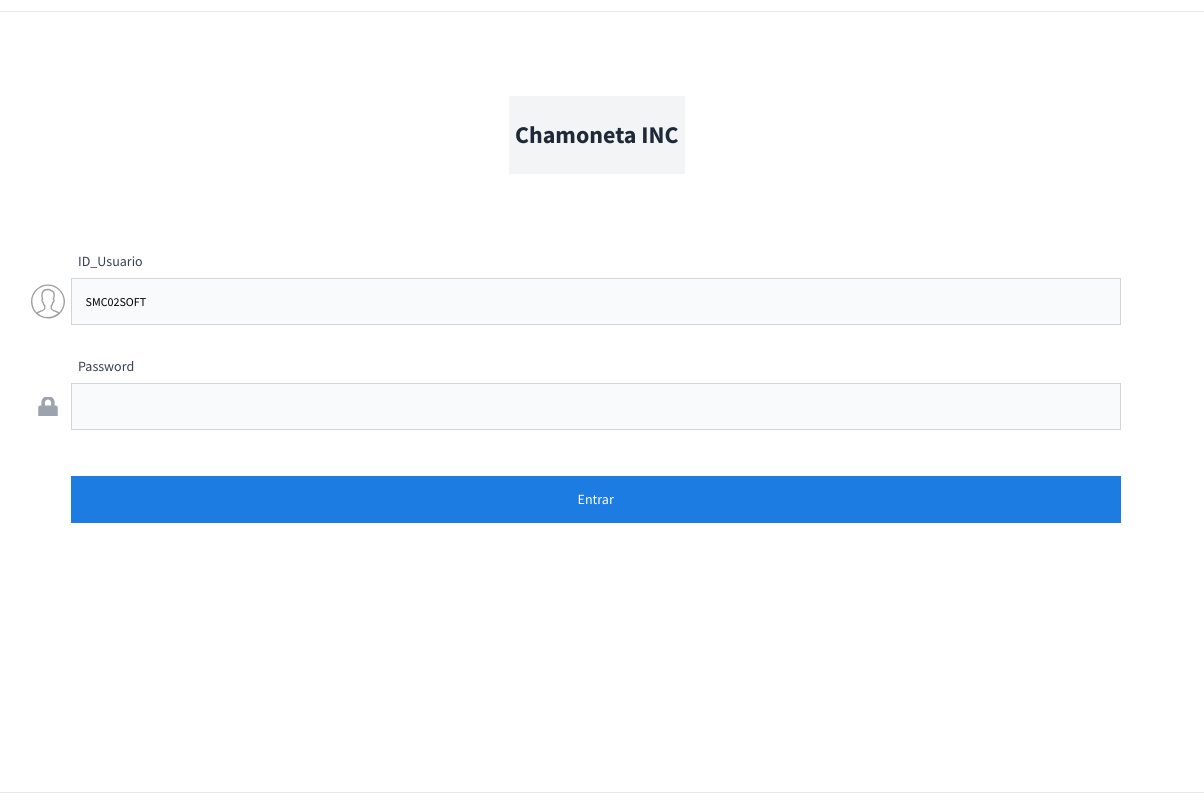 Chamoneta INC
ID_Usuario
SMC02SOFT
Password
Entrar